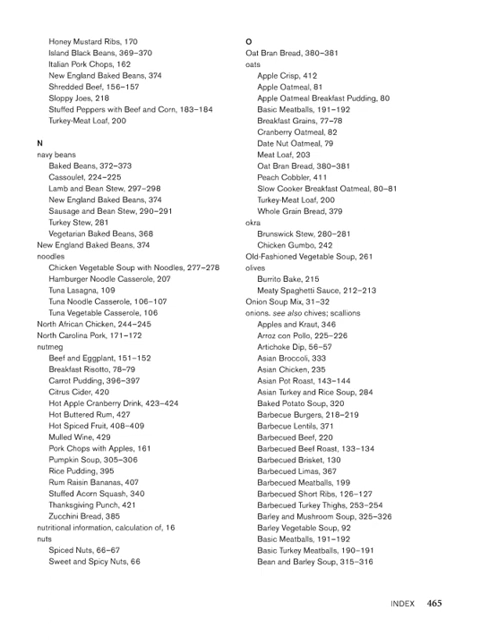 Honey Mustard Ribs, 170
Island Black Beans, 369–370
Italian Pork Chops, 162
New England Baked Beans, 374
Shredded Beef, 156–157
Sloppy Joes, 218
Stuffed Peppers with Beef and Corn, 183–184
Turkey-Meat Loaf, 200
N
navy beans
Baked Beans, 372–373
Cassoulet, 224–225
Lamb and Bean Stew, 297–298
New England Baked Beans, 374
Sausage and Bean Stew, 290–291
Turkey Stew, 281
Vegetarian Baked Beans, 368
New England Baked Beans, 374
noodles
Chicken Vegetable Soup with Noodles, 277–278
Hamburger Noodle Casserole, 207
Tuna Lasagna, 109
Tuna Noodle Casserole, 106–107
Tuna Vegetable Casserole, 106
North African Chicken, 244–245
North Carolina Pork, 171–172
nutmeg
Beef and Eggplant, 151–152
Breakfast Risotto, 78–79
Carrot Pudding, 396–397
Citrus Cider, 420
Hot Apple Cranberry Drink, 423–424
Hot Buttered Rum, 427
Hot Spiced Fruit, 408–409
Mulled Wine, 429
Pork Chops with Apples, 161
Pumpkin Soup, 305–306
Rice Pudding, 395
Rum Raisin Bananas, 407
Stuffed Acorn Squash, 340
Thanksgiving Punch, 421
Zucchini Bread, 385
nutritional information, calculation of, 16
nuts
Spiced Nuts, 66–67
Sweet and Spicy Nuts, 66
O
Oat Bran Bread, 380–381
oats
Apple Crisp, 412
Apple Oatmeal, 81
Apple Oatmeal Breakfast Pudding, 80
Basic Meatballs, 191–192
Breakfast Grains, 77–78
Cranberry Oatmeal, 82
Date Nut Oatmeal, 79
Meat Loaf, 203
Oat Bran Bread, 380–381
Peach Cobbler, 411
Slow Cooker Breakfast Oatmeal, 80–81
Turkey-Meat Loaf, 200
Whole Grain Bread, 379
okra
Brunswick Stew, 280–281
Chicken Gumbo, 242
Old-Fashioned Vegetable Soup, 261
olives
Burrito Bake, 215
Meaty Spaghetti Sauce, 212–213
Onion Soup Mix, 31–32
onions. see also chives; scallions
Apples and Kraut, 346
Arroz con Pollo, 225–226
Artichoke Dip, 56–57
Asian Broccoli, 333
Asian Chicken, 235
Asian Pot Roast, 143–144
Asian Turkey and Rice Soup, 284
Baked Potato Soup, 320
Barbecue Burgers, 218–219
Barbecue Lentils, 371
Barbecued Beef, 220
Barbecued Beef Roast, 133–134
Barbecued Brisket, 130
Barbecued Limas, 367
Barbecued Meatballs, 199
Barbecued Short Ribs, 126–127
Barbecued Turkey Thighs, 253–254
Barley and Mushroom Soup, 325–326
Barley Vegetable Soup, 92
Basic Meatballs, 191–192
Basic Turkey Meatballs, 190–191
Bean and Barley Soup, 315–316
INDEX 465